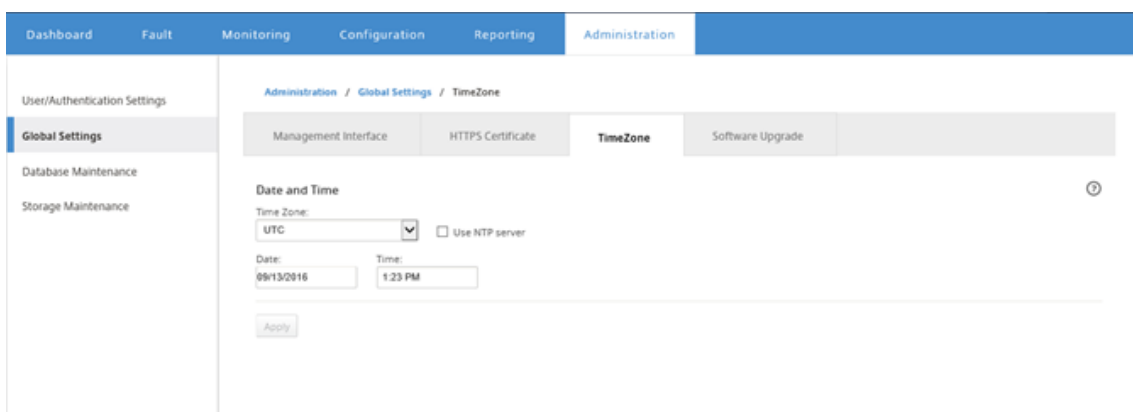 Dashboard Fault Monitoring Configuration Reporting Administration
Administration / Global Settings / TimeZone
User/Authentication Settings
Global Settings
Database Maintenance
Storage Maintenance
Management Interface HTTPS Certificate TimeZone Software Upgrade
Date and Time
?
Time Zone:
UTC
Use NTP server
Date: Time:
09/13/2016 1:23 PM
Apply